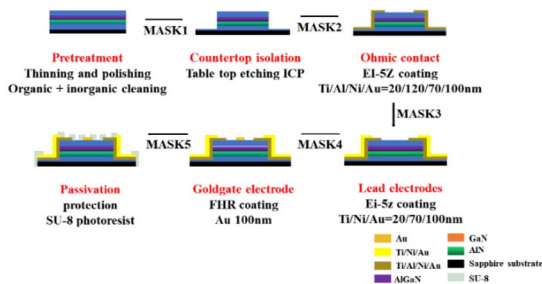 MASK1
MASK2
Pretreatment
Thinning and polishing
Organic + inorganic cleaning
Countertop isolation
Table top etching ICP
Ohmic contact
EI-5Z coating
Ti/Al/Ni/Au=20/120/70/100nm
MASK3
MASK5
MASK4
Passivation
protection
SU-8 photoresist
Goldgate electrode
FHR coating
Au 100nm
Lead electrodes
Ei-5z coating
Ti/Ni/Au=20/70/100nm
Au
GaN
Ti/Ni/Au
AlN
Ti/Al/Ni/Au
Sapphire substrate
AlGaN
SU-8